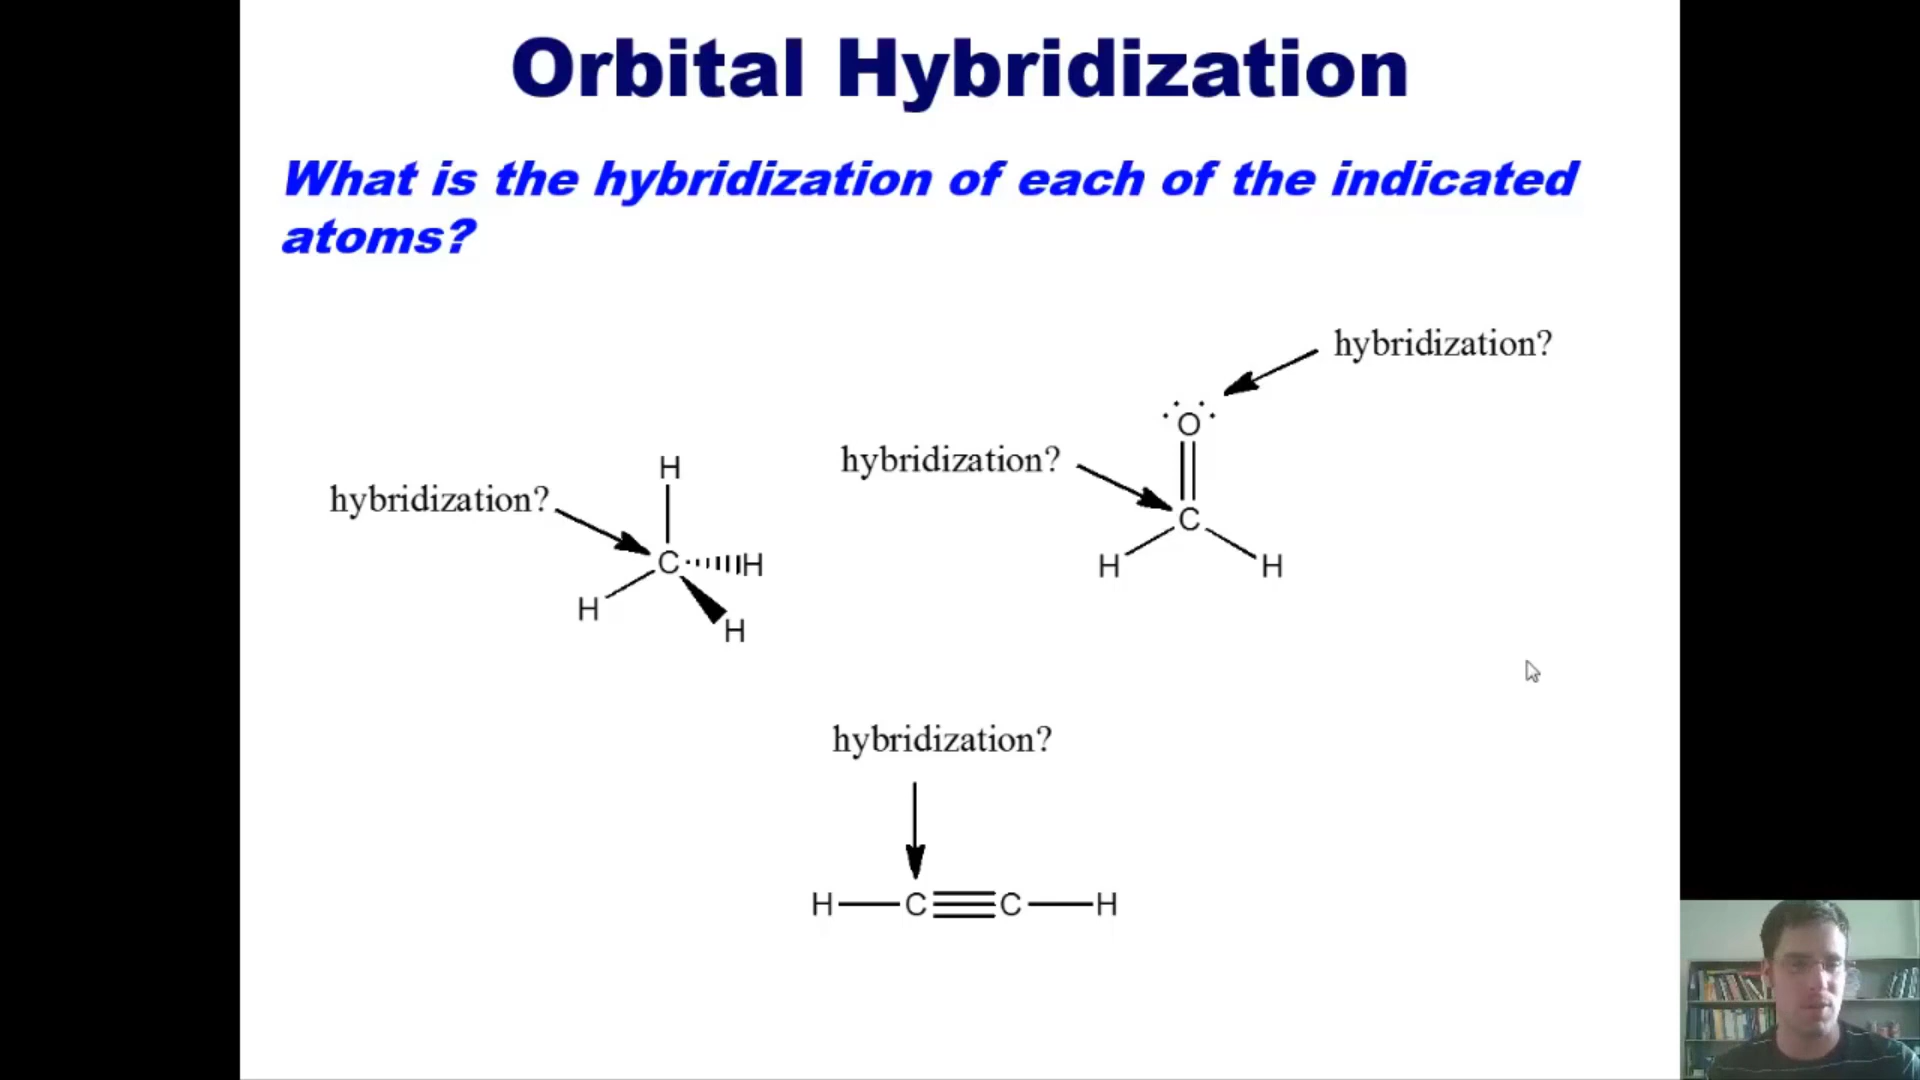 Orbital Hybridization
What is the hybridization of each of the indicated
atoms?
hybridization?
O
hybridization?
C
H H
hybridization?
H
C H
H
H
hybridization?
H C C H